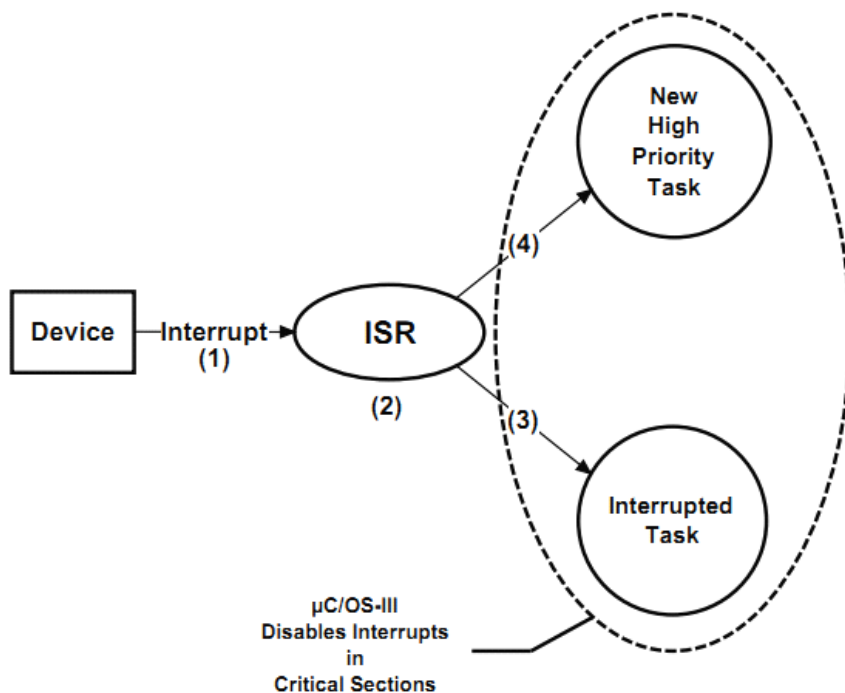 New
High
Priority
Task
(4)
Device
Interrupt
(1)
ISR
(2)
(3)
Interrupted
Task
µC/OS-III
Disables Interrupts
in
Critical Sections